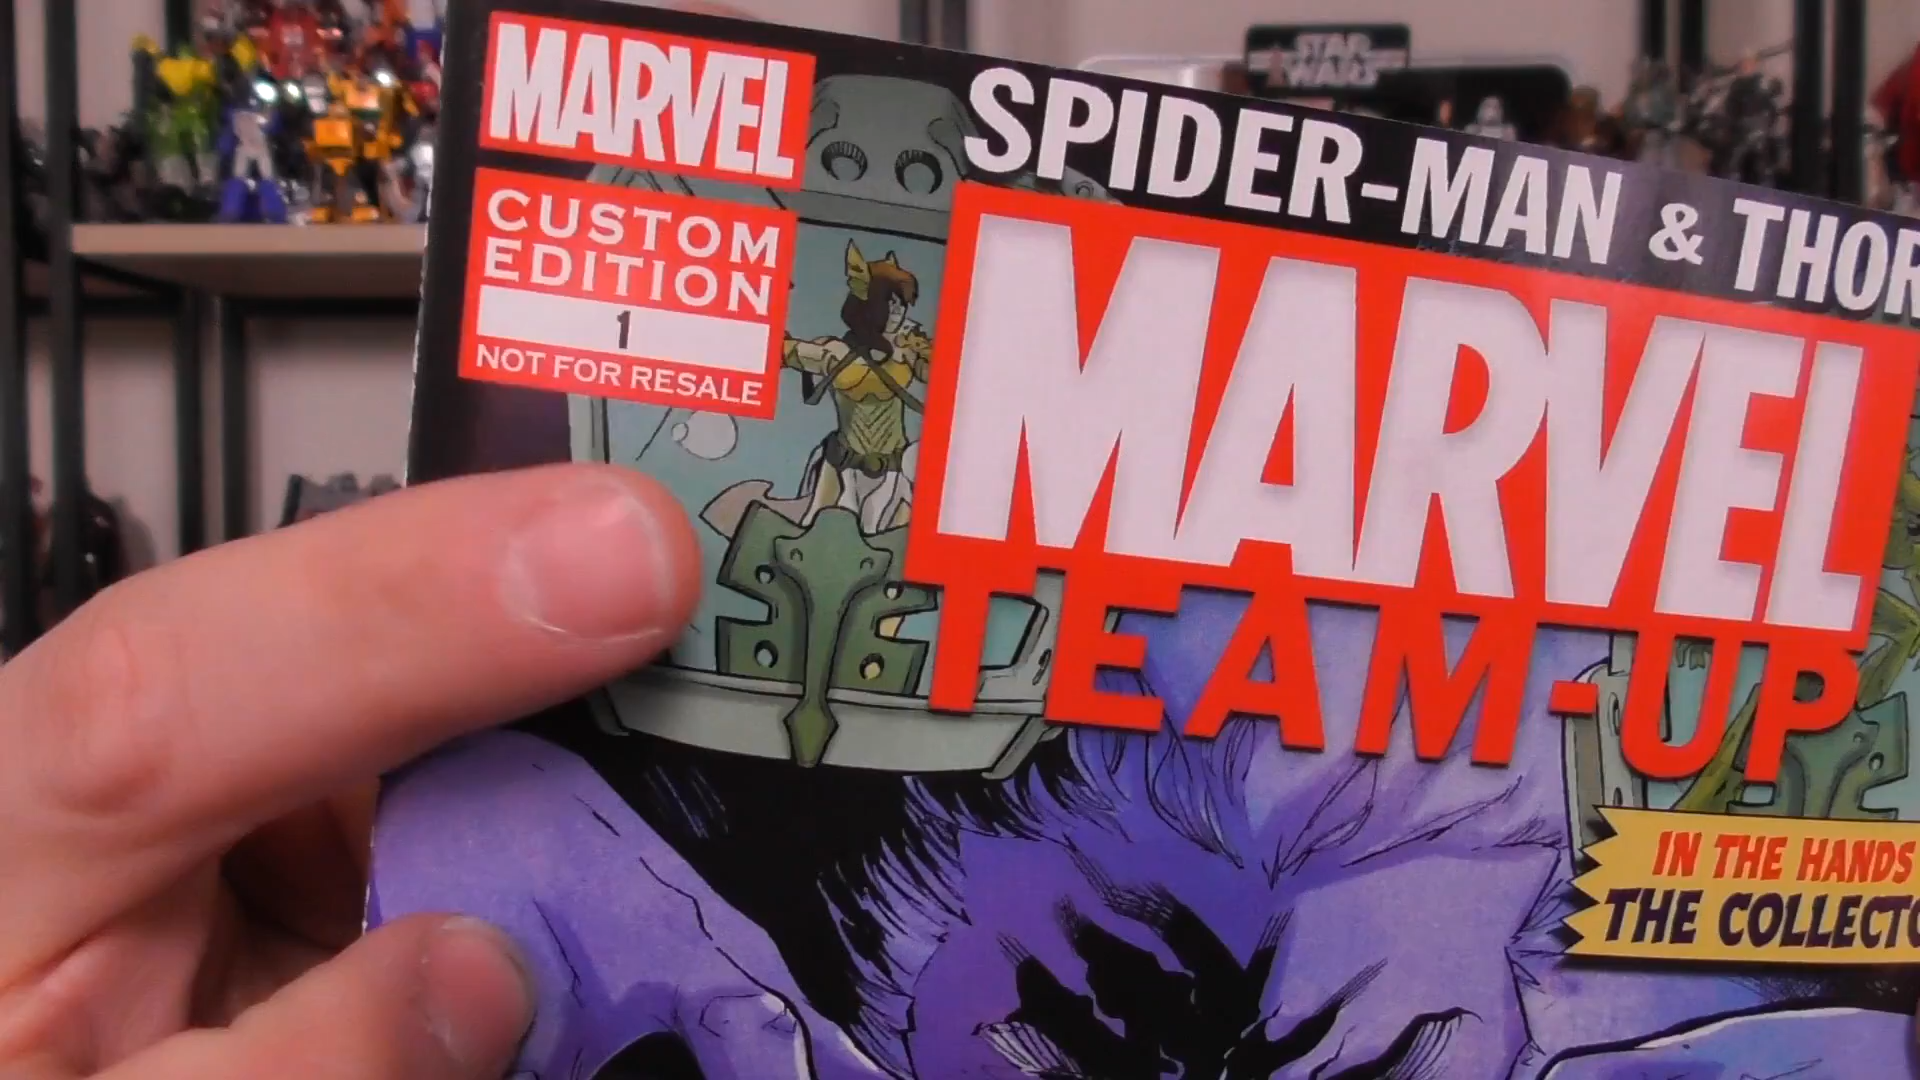 STAR
WARS
MARVEL
CUSTOM
EDITION
1
NOT FOR RESALE
SPIDER-MAN & THOR
MARVEL
TEAM-UP
IN THE HANDS
THE COLLECTO